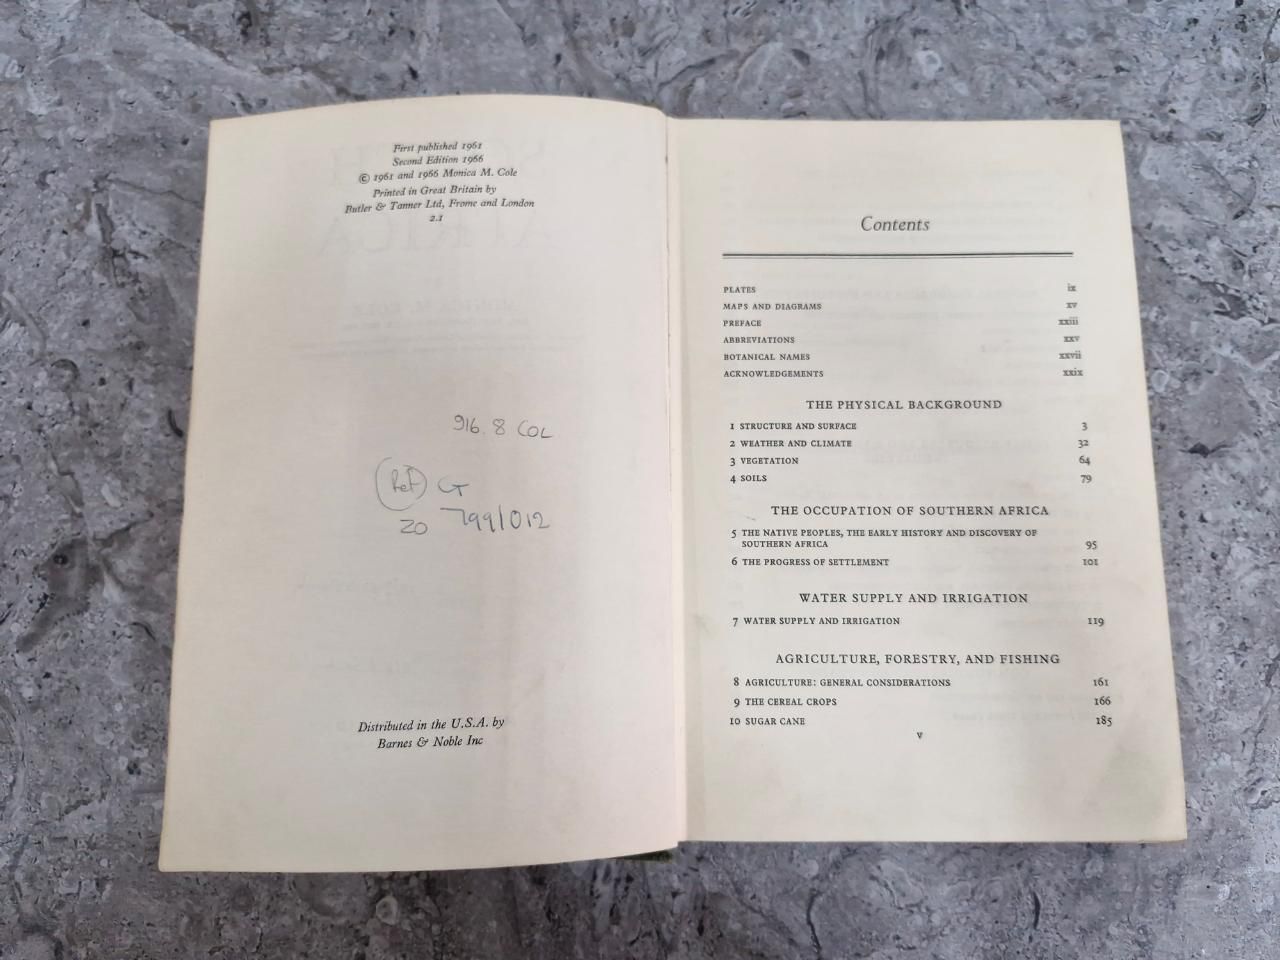 First published 1961
Second Edition 1966
© 1961 and 1966 Monica M. Cole
Printed in Great Britain by
Butler & Tanner Ltd, Frome and London
2.1
916.8 COL
Ref G
20 799/012
Distributed in the U.S.A. by
Barnes & Noble Inc
Contents
PLATES ix
MAPS AND DIAGRAMS xv
PREFACE xxiii
ABBREVIATIONS xxv
BOTANICAL NAMES xxvii
ACKNOWLEDGEMENTS xxix
THE PHYSICAL BACKGROUND
1 STRUCTURE AND SURFACE 3
2 WEATHER AND CLIMATE 32
3 VEGETATION 64
4 SOILS 79
THE OCCUPATION OF SOUTHERN AFRICA
5 THE NATIVE PEOPLES, THE EARLY HISTORY AND DISCOVERY OF
SOUTHERN AFRICA 95
6 THE PROGRESS OF SETTLEMENT 101
WATER SUPPLY AND IRRIGATION
7 WATER SUPPLY AND IRRIGATION 119
AGRICULTURE, FORESTRY, AND FISHING
8 AGRICULTURE: GENERAL CONSIDERATIONS 161
9 THE CEREAL CROPS 166
10 SUGAR CANE 185
v